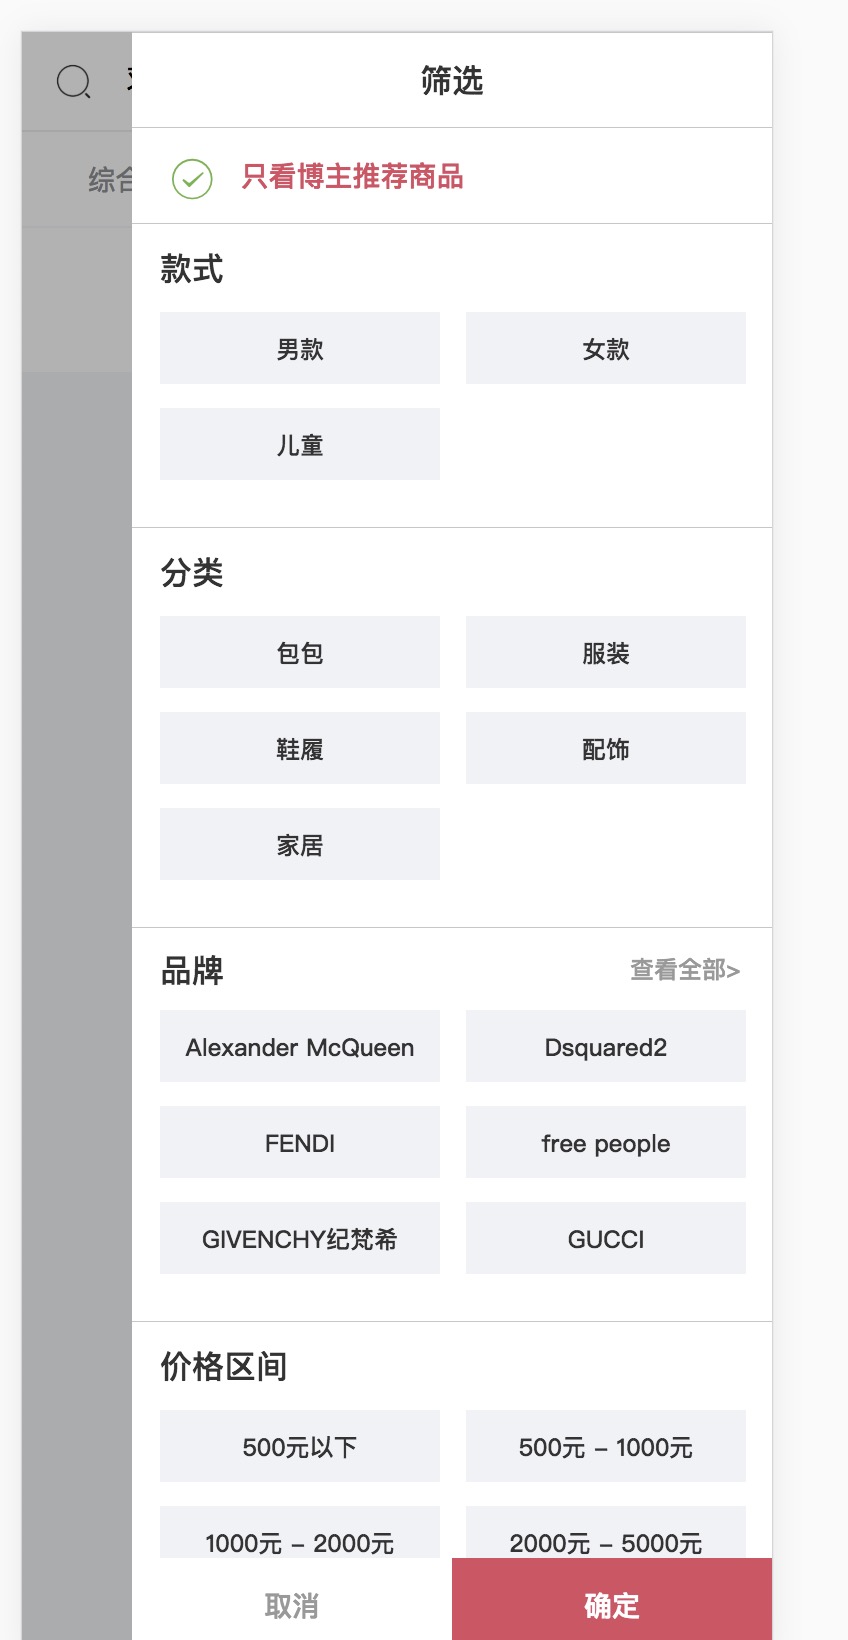 筛选
综合
只看博主推荐商品
款式
男款
女款
儿童
分类
包包
服装
鞋履
配饰
家居
品牌
查看全部>
Alexander McQueen
Dsquared2
FENDI
free people
GIVENCHY纪梵希
GUCCI
价格区间
500元以下
500元 – 1000元
1000元 – 2000元
2000元 – 5000元
取消
确定